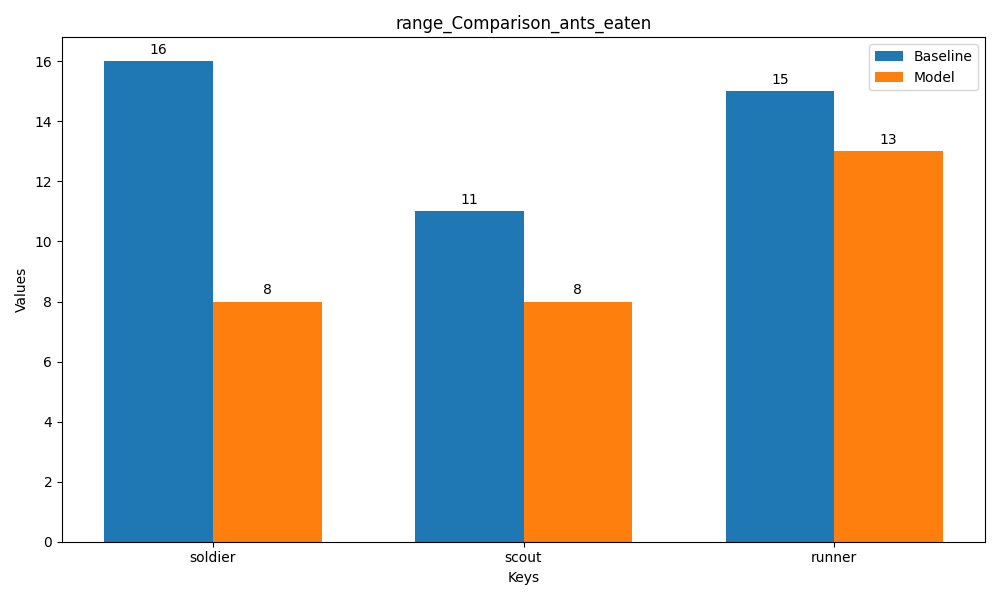 range_Comparison_ants_eaten
Baseline
Model
16
8
11
8
15
13
Values
16
14
12
10
8
6
4
2
0
soldier
scout
runner
Keys